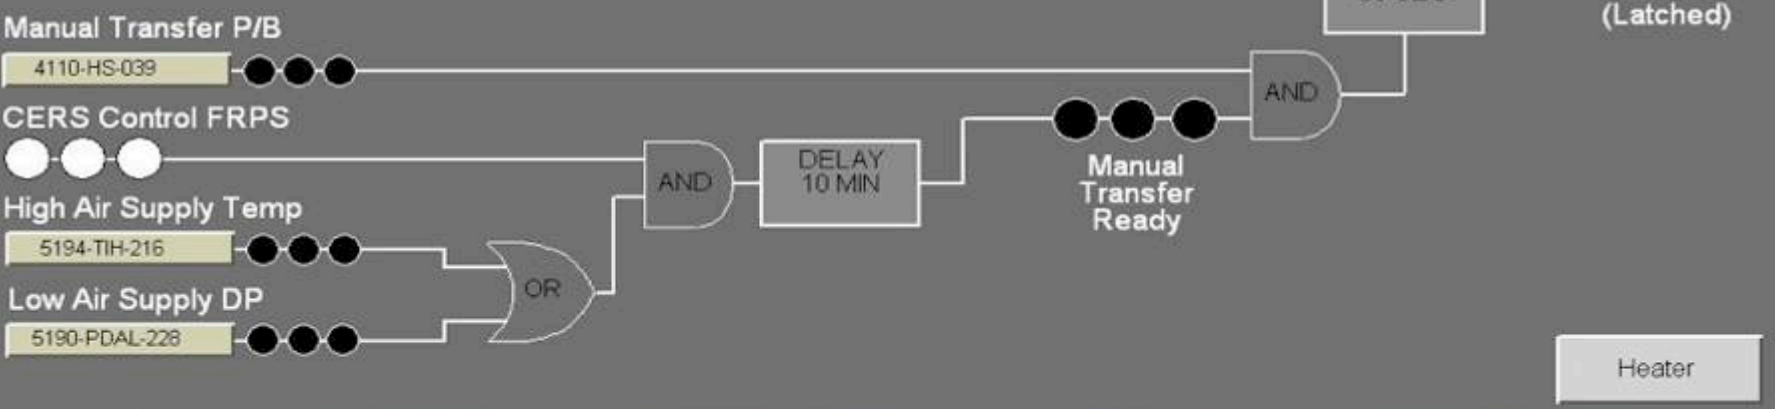 (Latched)
Manual Transfer P/B
4110-HS-039
AND
CERS Control FRPS
AND
DELAY
10 MIN
Manual
Transfer
Ready
High Air Supply Temp
5194-TIH-216
OR
Low Air Supply DP
5190-PDAL-228
Heater